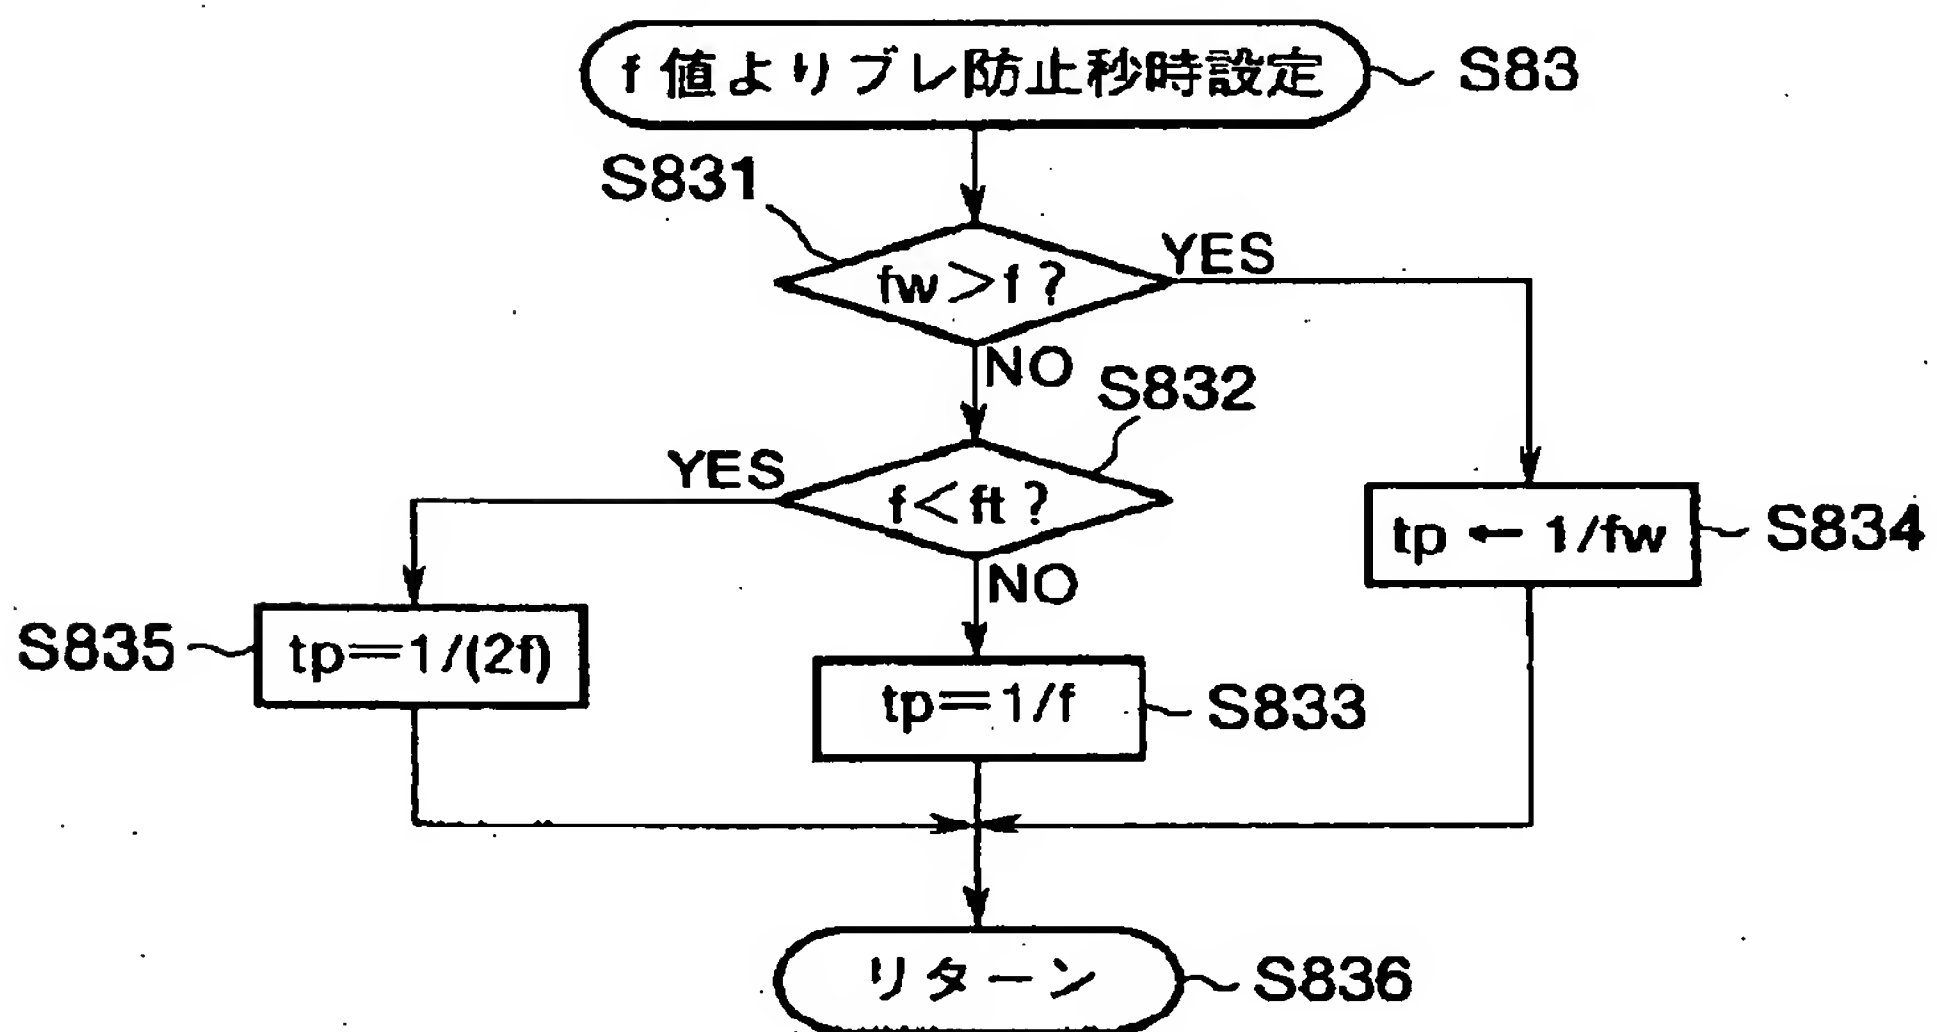 f値よりブレ防止秒時設定
S83
S831
fw>f?
YES
NO
S832
f<ft?
YES
NO
tp ← 1/fw
S834
S835
tp=1/(2f)
tp=1/f
S833
リターン
S836